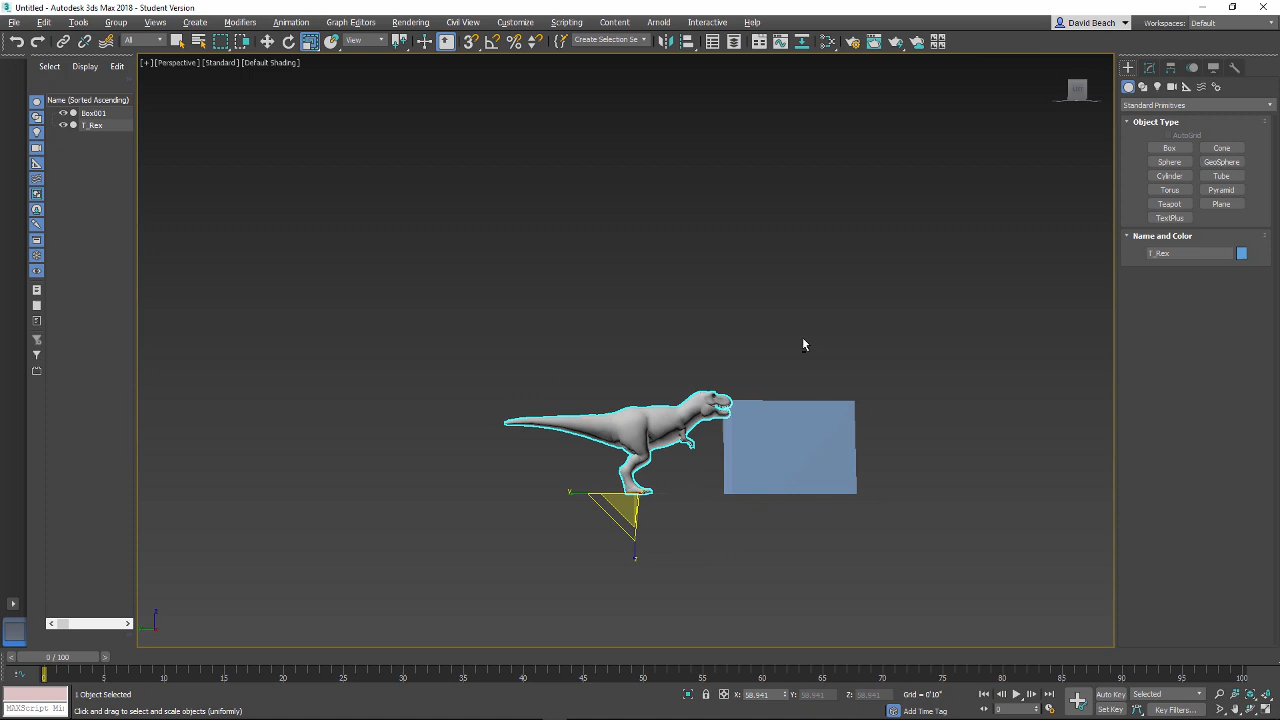 Untitled - Autodesk 3ds Max 2018 - Student Version
File Edit Tools Group Views Create Modifiers Animation Graph Editors Rendering Civil View Customize Scripting Content Arnold Interactive Help
David Beach Workspaces: Default
All View Create Selection Se
Select Display Edit
[+] [Perspective] [Standard] [Default Shading]
Name (Sorted Ascending)
Box001
T_Rex
Standard Primitives
Object Type
AutoGrid
Box Cone
Sphere GeoSphere
Cylinder Tube
Torus Pyramid
Teapot Plane
TextPlus
Name and Color
T_Rex
y
z
z
0 / 100
0 5 10 15 20 25 30 35 40 45 50 55 60 65 70 75 80 85 90 95 100
1 Object Selected
X: 58.941 Y: 58.941 Z: 58.941 Grid = 0'10"
Auto Key Selected
MAXScript Mi
Click and drag to select and scale objects (uniformly)
Add Time Tag
0
Set Key Key Filters...